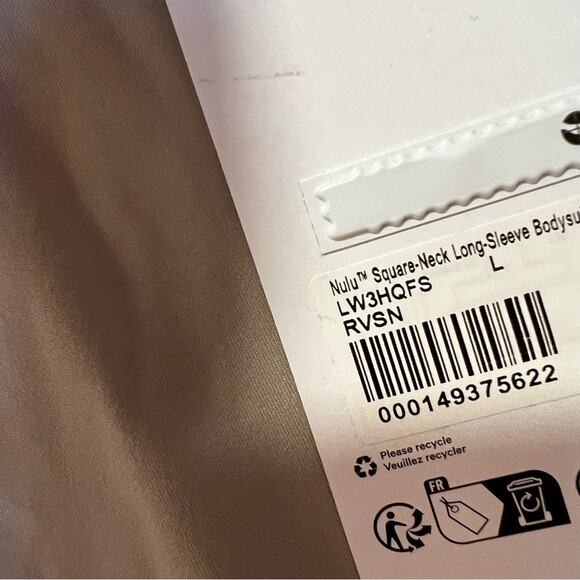 Nulu™ Square-Neck Long-Sleeve Bodysu
LW3HQFS L
RVSN
000149375622
Please recycle
Veuillez recycler
FR